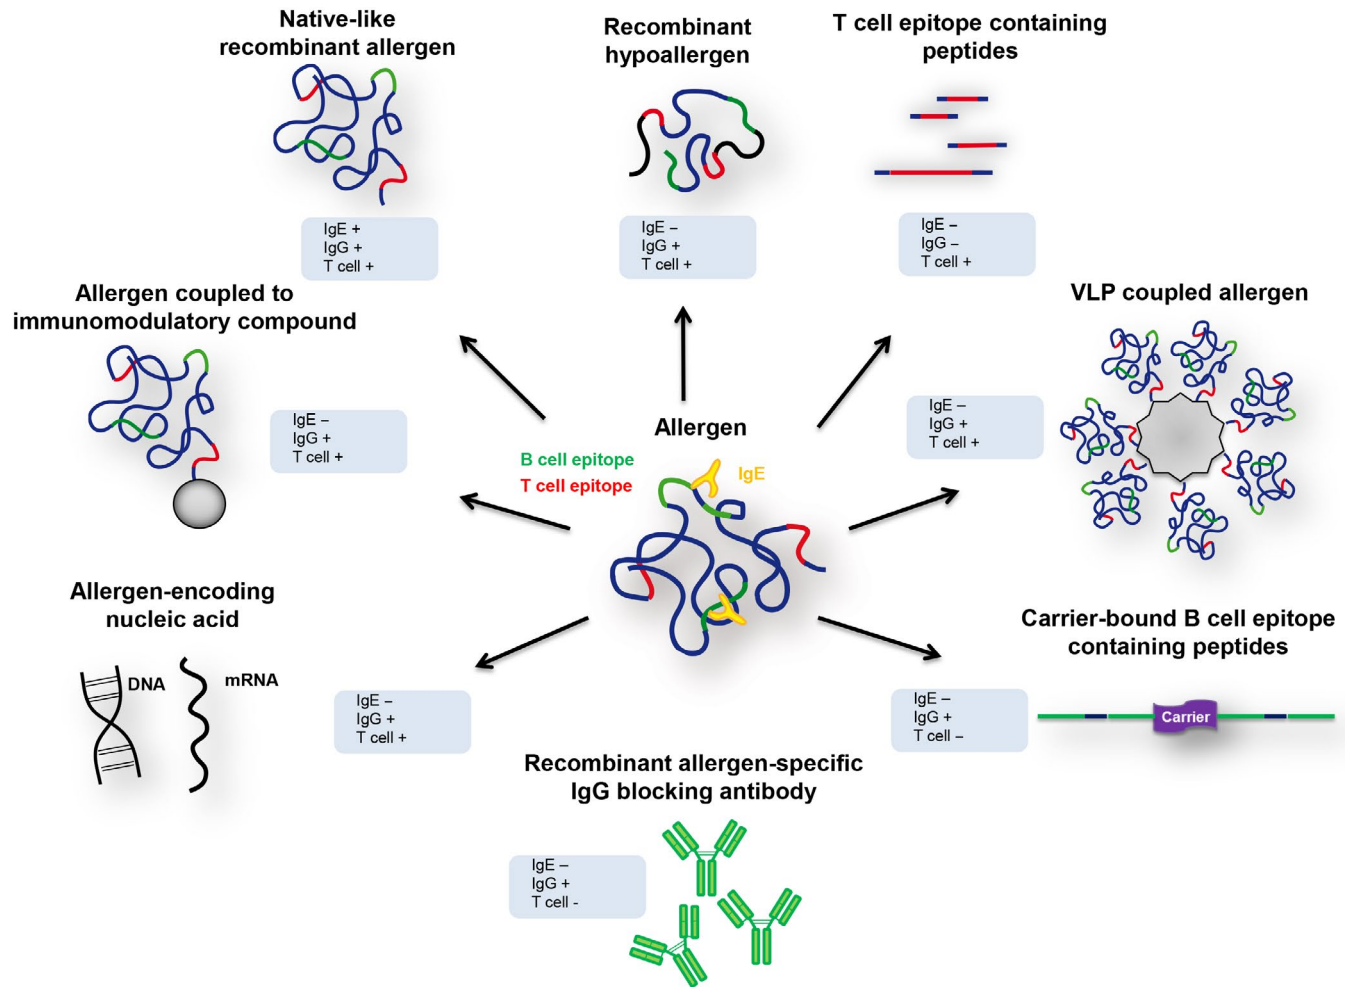 Native-like
recombinant allergen
IgE +
IgG +
T cell +
Recombinant
hypoallergen
IgE –
IgG +
T cell +
T cell epitope containing
peptides
IgE –
IgG –
T cell +
Allergen coupled to
immunomodulatory compound
IgE –
IgG +
T cell +
VLP coupled allergen
IgE –
IgG +
T cell +
Allergen
B cell epitope
T cell epitope
IgE
Allergen-encoding
nucleic acid
DNA
mRNA
IgE –
IgG +
T cell +
Carrier-bound B cell epitope
containing peptides
IgE –
IgG +
T cell –
Carrier
Recombinant allergen-specific
IgG blocking antibody
IgE –
IgG +
T cell -